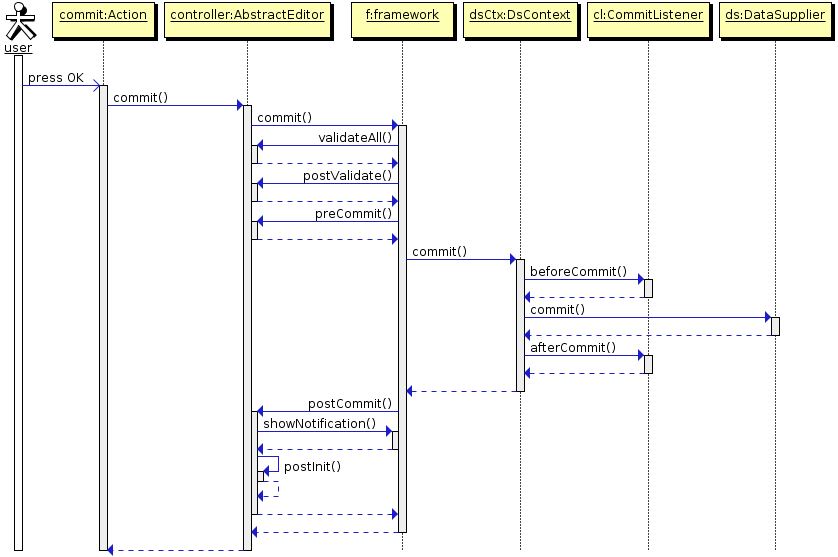 user
commit:Action
controller:AbstractEditor
f:framework
dsCtx:DsContext
cl:CommitListener
ds:DataSupplier
press OK
commit()
commit()
validateAll()
postValidate()
preCommit()
commit()
beforeCommit()
commit()
afterCommit()
postCommit()
showNotification()
postInit()